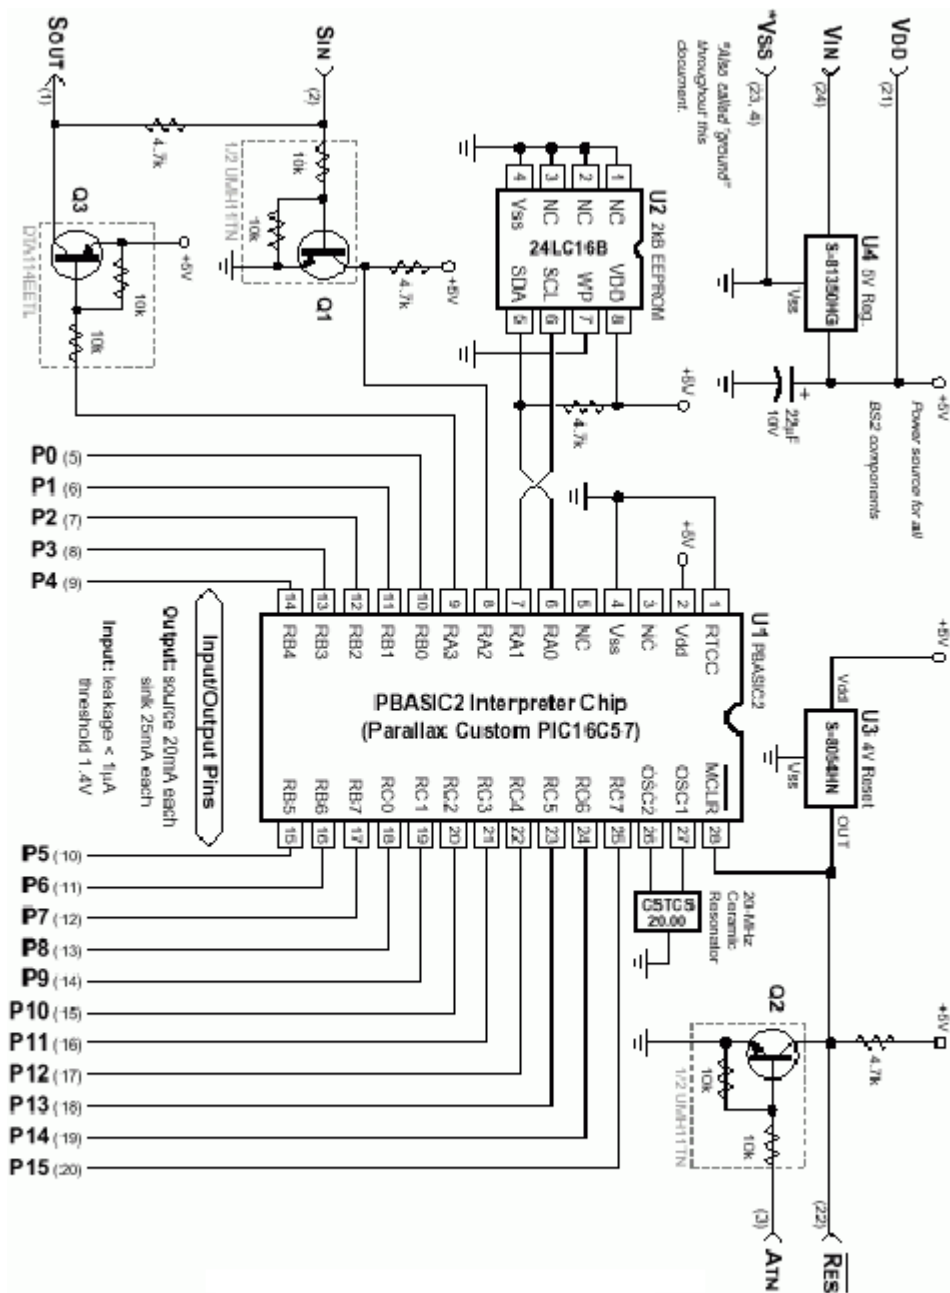 SOUT
(1)
SIN
(2)
*VSS
(23, 4)
VIN
(24)
VDD
(21)
"Also called "ground"
throughout this
document.
4.7k
10k
10k
1/2 UMH11TN
Q1
4.7k
+5V
Q3
DTA114EETL
+5V
10k
10k
4
3
2
1
Vss
NC
NC
NC
24LC16B
SDA
SCL
WP
VDD
5
6
7
8
U2 2kB EEPROM
4.7k
+5V
U4 5V Reg.
S-81350HG
Vss
22µF
10V
+
+5V
Power source for all
BS2 components
P0 (5)
P1 (6)
P2 (7)
P3 (8)
P4 (9)
+5V
14
13
12
11
10
9
8
7
6
5
4
3
2
1
RB4
RB3
RB2
RB1
RB0
RA3
RA2
RA1
RA0
NC
Vss
NC
Vdd
RTCC
U1 PBASIC2
PBASIC2 Interpreter Chip
(Parallax Custom PIC16C57)
RB5
RB6
RB7
RC0
RC1
RC2
RC3
RC4
RC5
RC6
RC7
OSC2
OSC1
MCLR
15
16
17
18
19
20
21
22
23
24
25
26
27
28
Input/Output Pins
Output: source 20mA each
sink 25mA each
Input: leakage < 1µA
threshold 1.4V
+5V
Vdd
U3 4V Reset
S-8054HN
Vss
OUT
P5 (10)
P6 (11)
P7 (12)
P8 (13)
P9 (14)
P10 (15)
P11 (16)
P12 (17)
P13 (18)
P14 (19)
P15 (20)
CSTCS
20.00
20-MHz
Ceramic
Resonator
Q2
10k
10k
1/2 UMH11TN
4.7k
+5V
(3)
ATN
(22)
RES